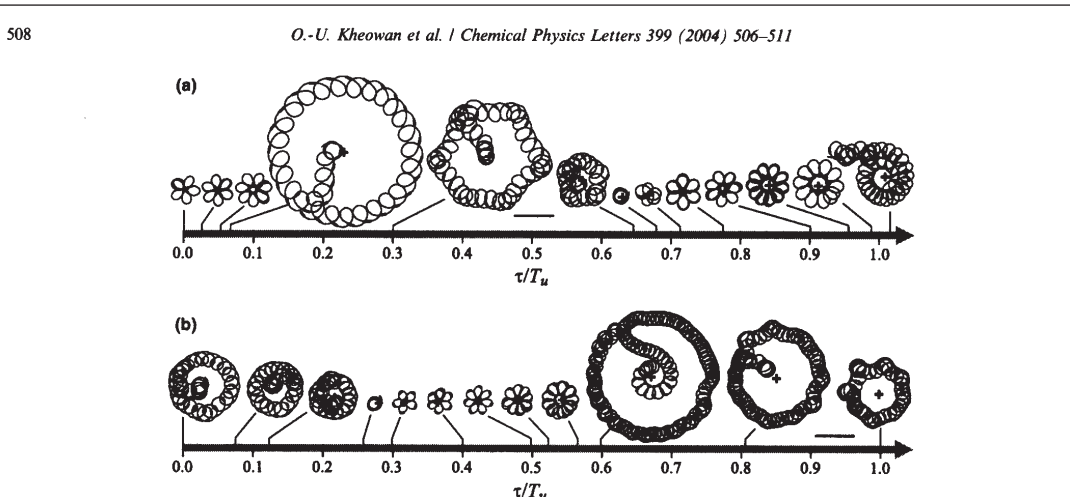 508
O.-U. Kheowan et al. / Chemical Physics Letters 399 (2004) 506–511
(a)
0.0 0.1 0.2 0.3 0.4 0.5 0.6 0.7 0.8 0.9 1.0
τ/Tᵤ
(b)
0.0 0.1 0.2 0.3 0.4 0.5 0.6 0.7 0.8 0.9 1.0
τ/Tᵤ